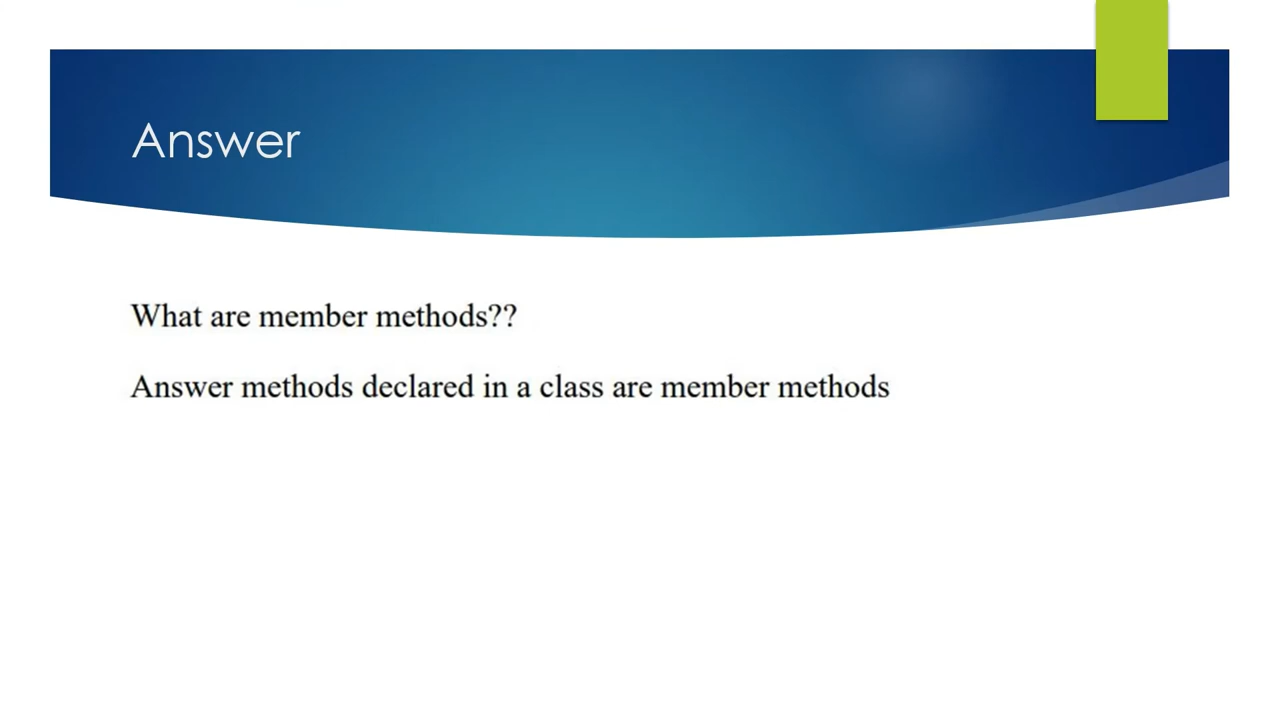 Answer
What are member methods??
Answer methods declared in a class are member methods